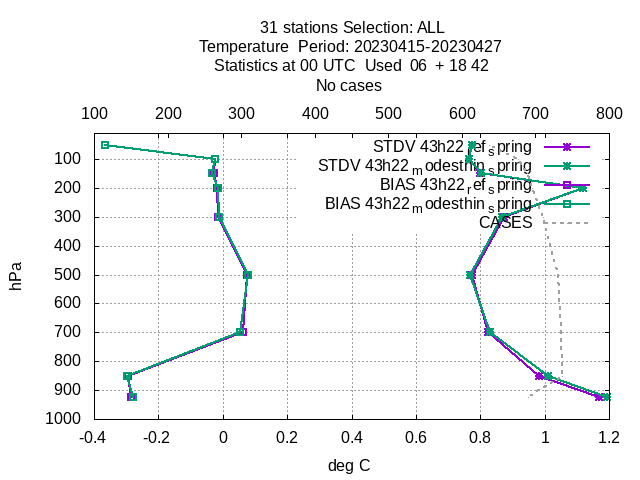 31 stations Selection: ALL
Temperature  Period: 20230415-20230427
Statistics at 00 UTC  Used  06  + 18 42
No cases
100 200 300 400 500 600 700 800
STDV 43h22_ref_spring
STDV 43h22_modesthin_spring
BIAS 43h22_ref_spring
BIAS 43h22_modesthin_spring
CASES
hPa
100
200
300
400
500
600
700
800
900
1000
-0.4 -0.2 0 0.2 0.4 0.6 0.8 1 1.2
deg C